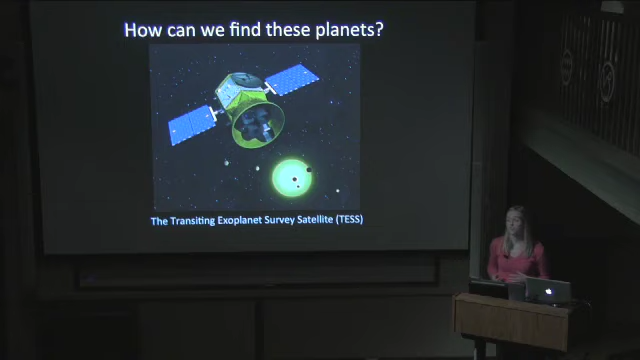 How can we find these planets?
The Transiting Exoplanet Survey Satellite (TESS)